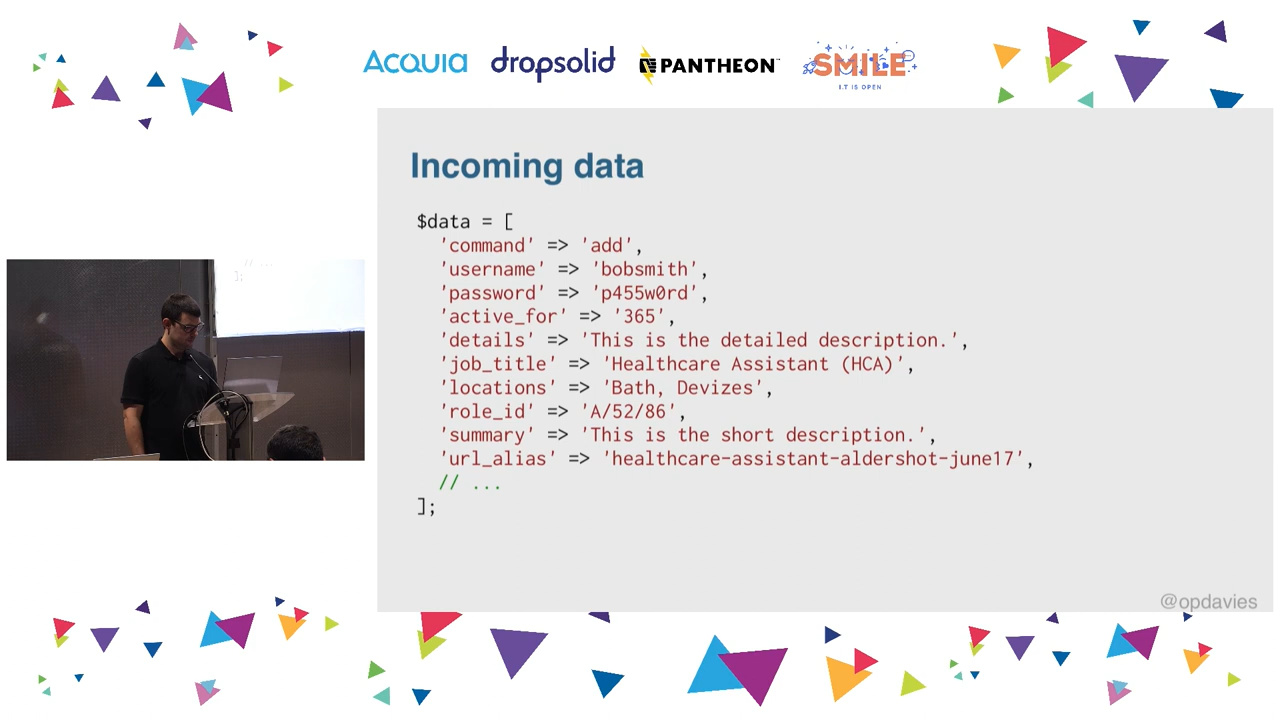 ACQUIA
dropsolid
PANTHEON
SMILE
I.T IS OPEN
Incoming data
$data = [
  'command' => 'add',
  'username' => 'bobsmith',
  'password' => 'p455w0rd',
  'active_for' => '365',
  'details' => 'This is the detailed description.',
  'job_title' => 'Healthcare Assistant (HCA)',
  'locations' => 'Bath, Devizes',
  'role_id' => 'A/52/86',
  'summary' => 'This is the short description.',
  'url_alias' => 'healthcare-assistant-aldershot-june17',
  // ...
];
@opdavies
// ...
];